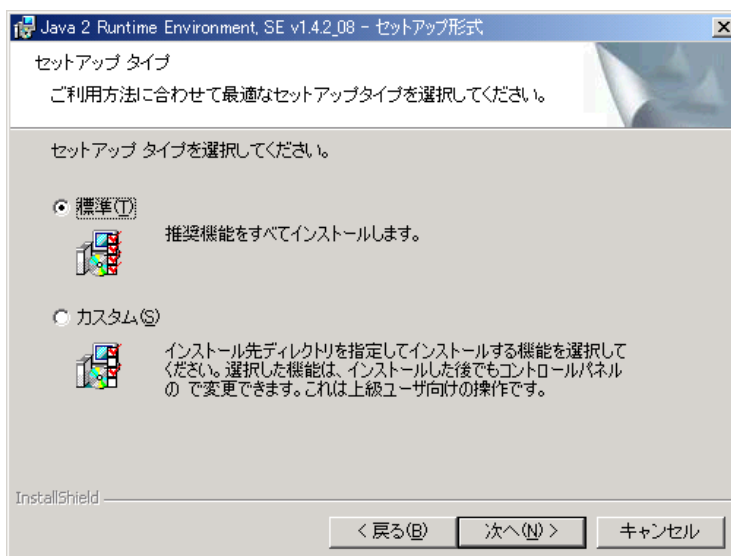 Java 2 Runtime Environment, SE v1.4.2_08 - セットアップ形式
セットアップ タイプ
ご利用方法に合わせて最適なセットアップタイプを選択してください。
セットアップ タイプを選択してください。
標準(T)
推奨機能をすべてインストールします。
カスタム(S)
インストール先ディレクトリを指定してインストールする機能を選択して
ください。選択した機能は、インストールした後でもコントロールパネル
の で変更できます。これは上級ユーザ向けの操作です。
InstallShield
< 戻る(B)
次へ(N) >
キャンセル